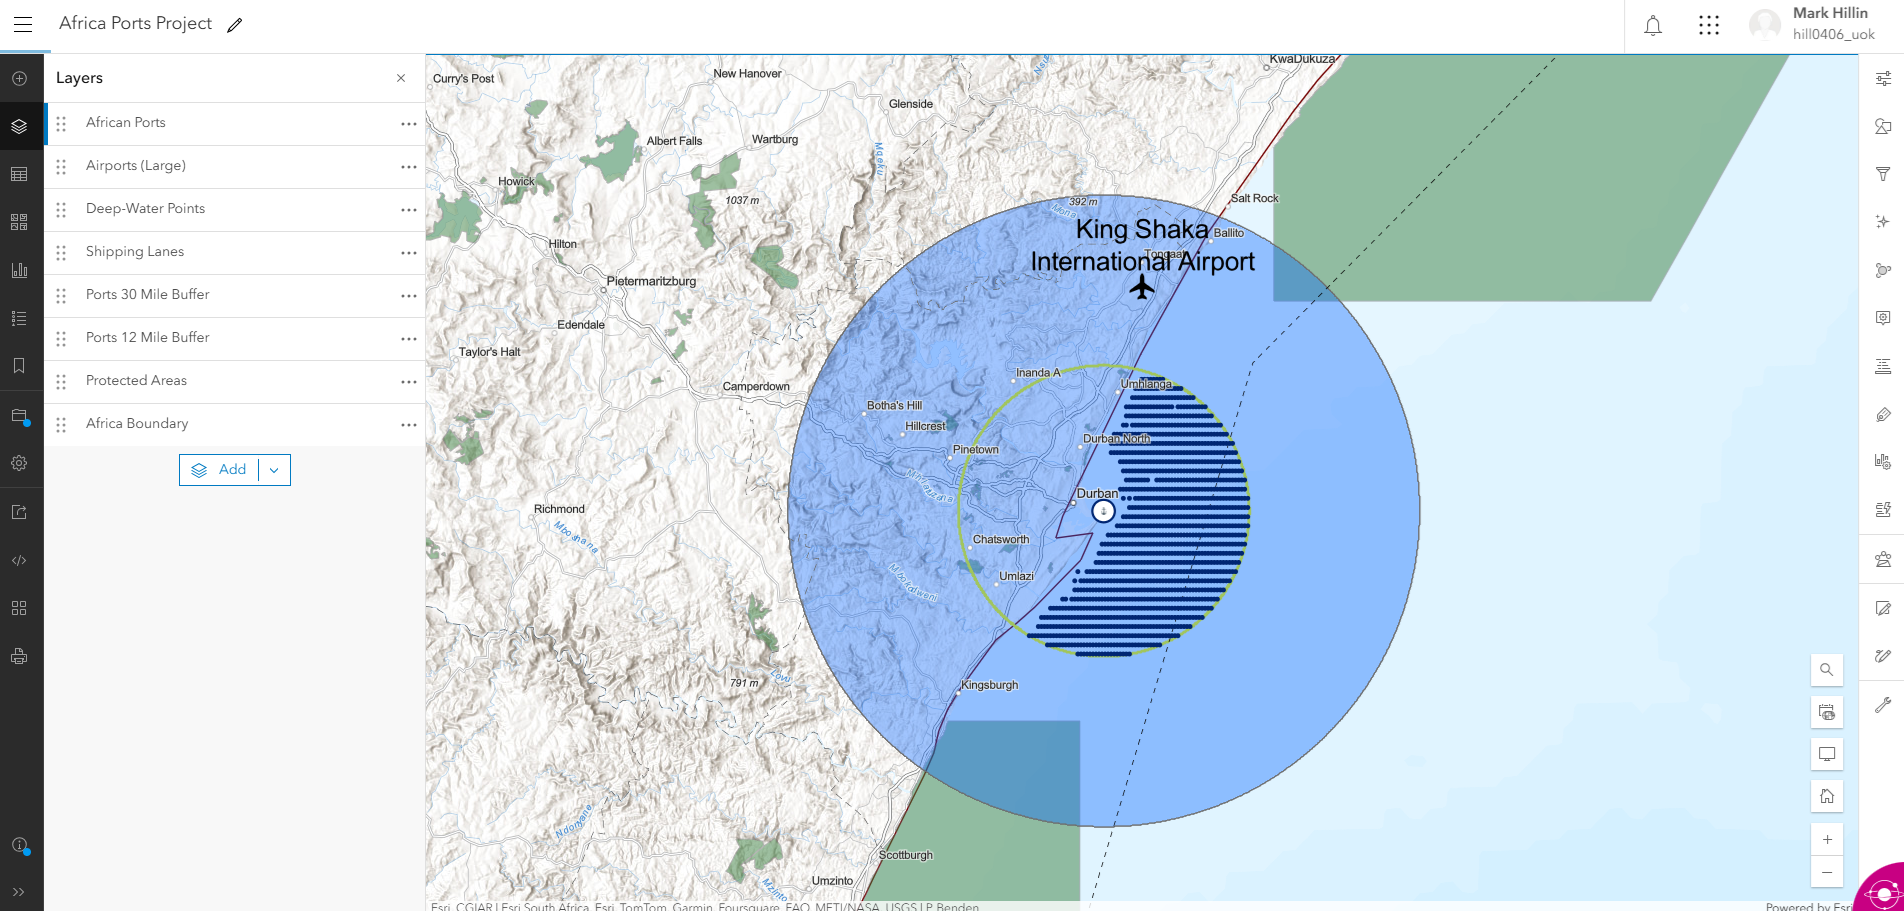 Africa Ports Project
Mark Hillin
hill0406_uok
Layers
African Ports
Airports (Large)
Deep-Water Points
Shipping Lanes
Ports 30 Mile Buffer
Ports 12 Mile Buffer
Protected Areas
Africa Boundary
Add
Curry's Post
New Hanover
KwaDukuza
Glenside
Albert Falls
Wartburg
Mqeku
Howick
1037 m
392 m
Salt Rock
Mona
King Shaka
International Airport
Ballito
Tongaat
Hilton
Pietermaritzburg
Edendale
Taylor's Halt
Inanda A
Umhlanga
Camperdown
Botha's Hill
Hillcrest
Durban North
Pinetown
Durban
Richmond
Chatsworth
Umlazi
791 m
Lovu
Kingsburgh
Scottburgh
Umzinto
Esri, CGIAR | Esri South Africa, Esri, TomTom, Garmin, Foursquare, FAO, METI/NASA, USGS | P. Benden
Powered by Esri